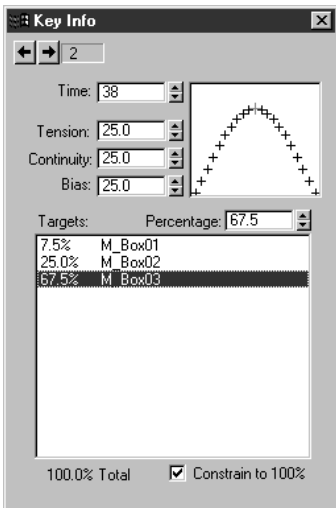 Key Info
2
Time: 38
Tension: 25.0
Continuity: 25.0
Bias: 25.0
Targets: Percentage: 67.5
7.5% M_Box01
25.0% M_Box02
67.5% M_Box03
100.0% Total Constrain to 100%